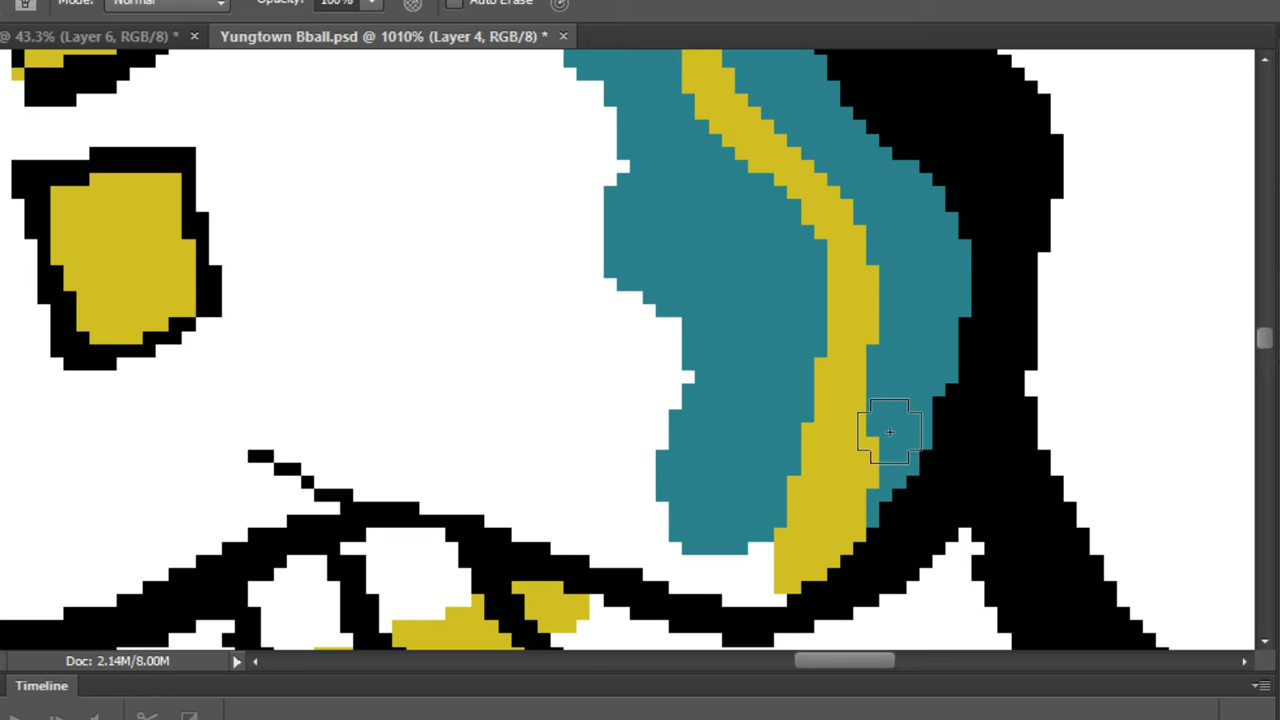 Mode: Normal Opacity: 100% Auto Erase
@ 43.3% (Layer 6, RGB/8) * × Yungtown Bball.psd @ 1010% (Layer 4, RGB/8) * ×
Doc: 2.14M/8.00M
Timeline